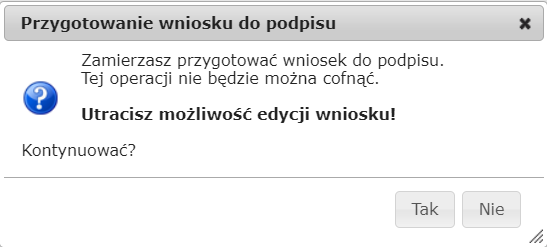 Przygotowanie wniosku do podpisu
Zamierzasz przygotować wniosek do podpisu.
Tej operacji nie będzie można cofnąć.
Utracisz możliwość edycji wniosku!
Kontynuować?
Tak Nie